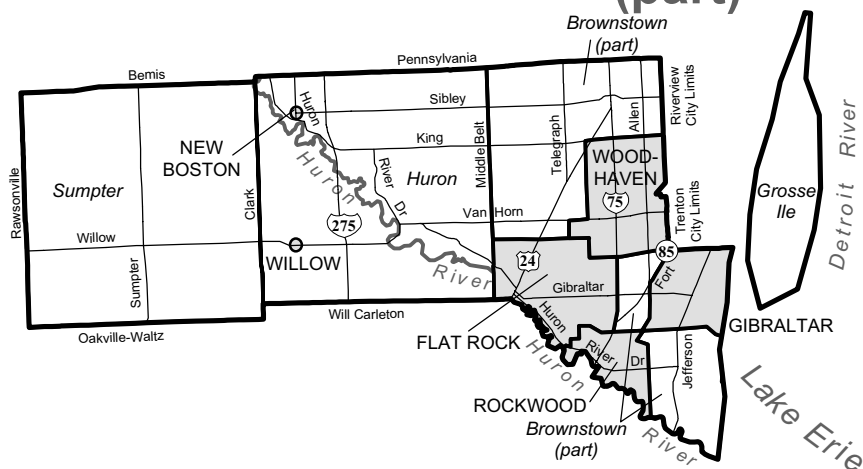 (part)
Brownstown
(part)
Pennsylvania
Bemis
Huron
Sibley
Allen
Riverview
City Limits
NEW
BOSTON
King
Middle Belt
Telegraph
WOOD-
HAVEN
Huron
Rawsonville
Sumpter
Clark
River
Dr
Huron
Grosse
Ile
Detroit River
275
Van Horn
75
Trenton
City Limits
Willow
WILLOW
River
24
85
Sumpter
Gibraltar
Fort
Will Carleton
Oakville-Waltz
FLAT ROCK
Huron
River
Dr
GIBRALTAR
Huron
Jefferson
ROCKWOOD
Brownstown
(part)
River
Lake Erie